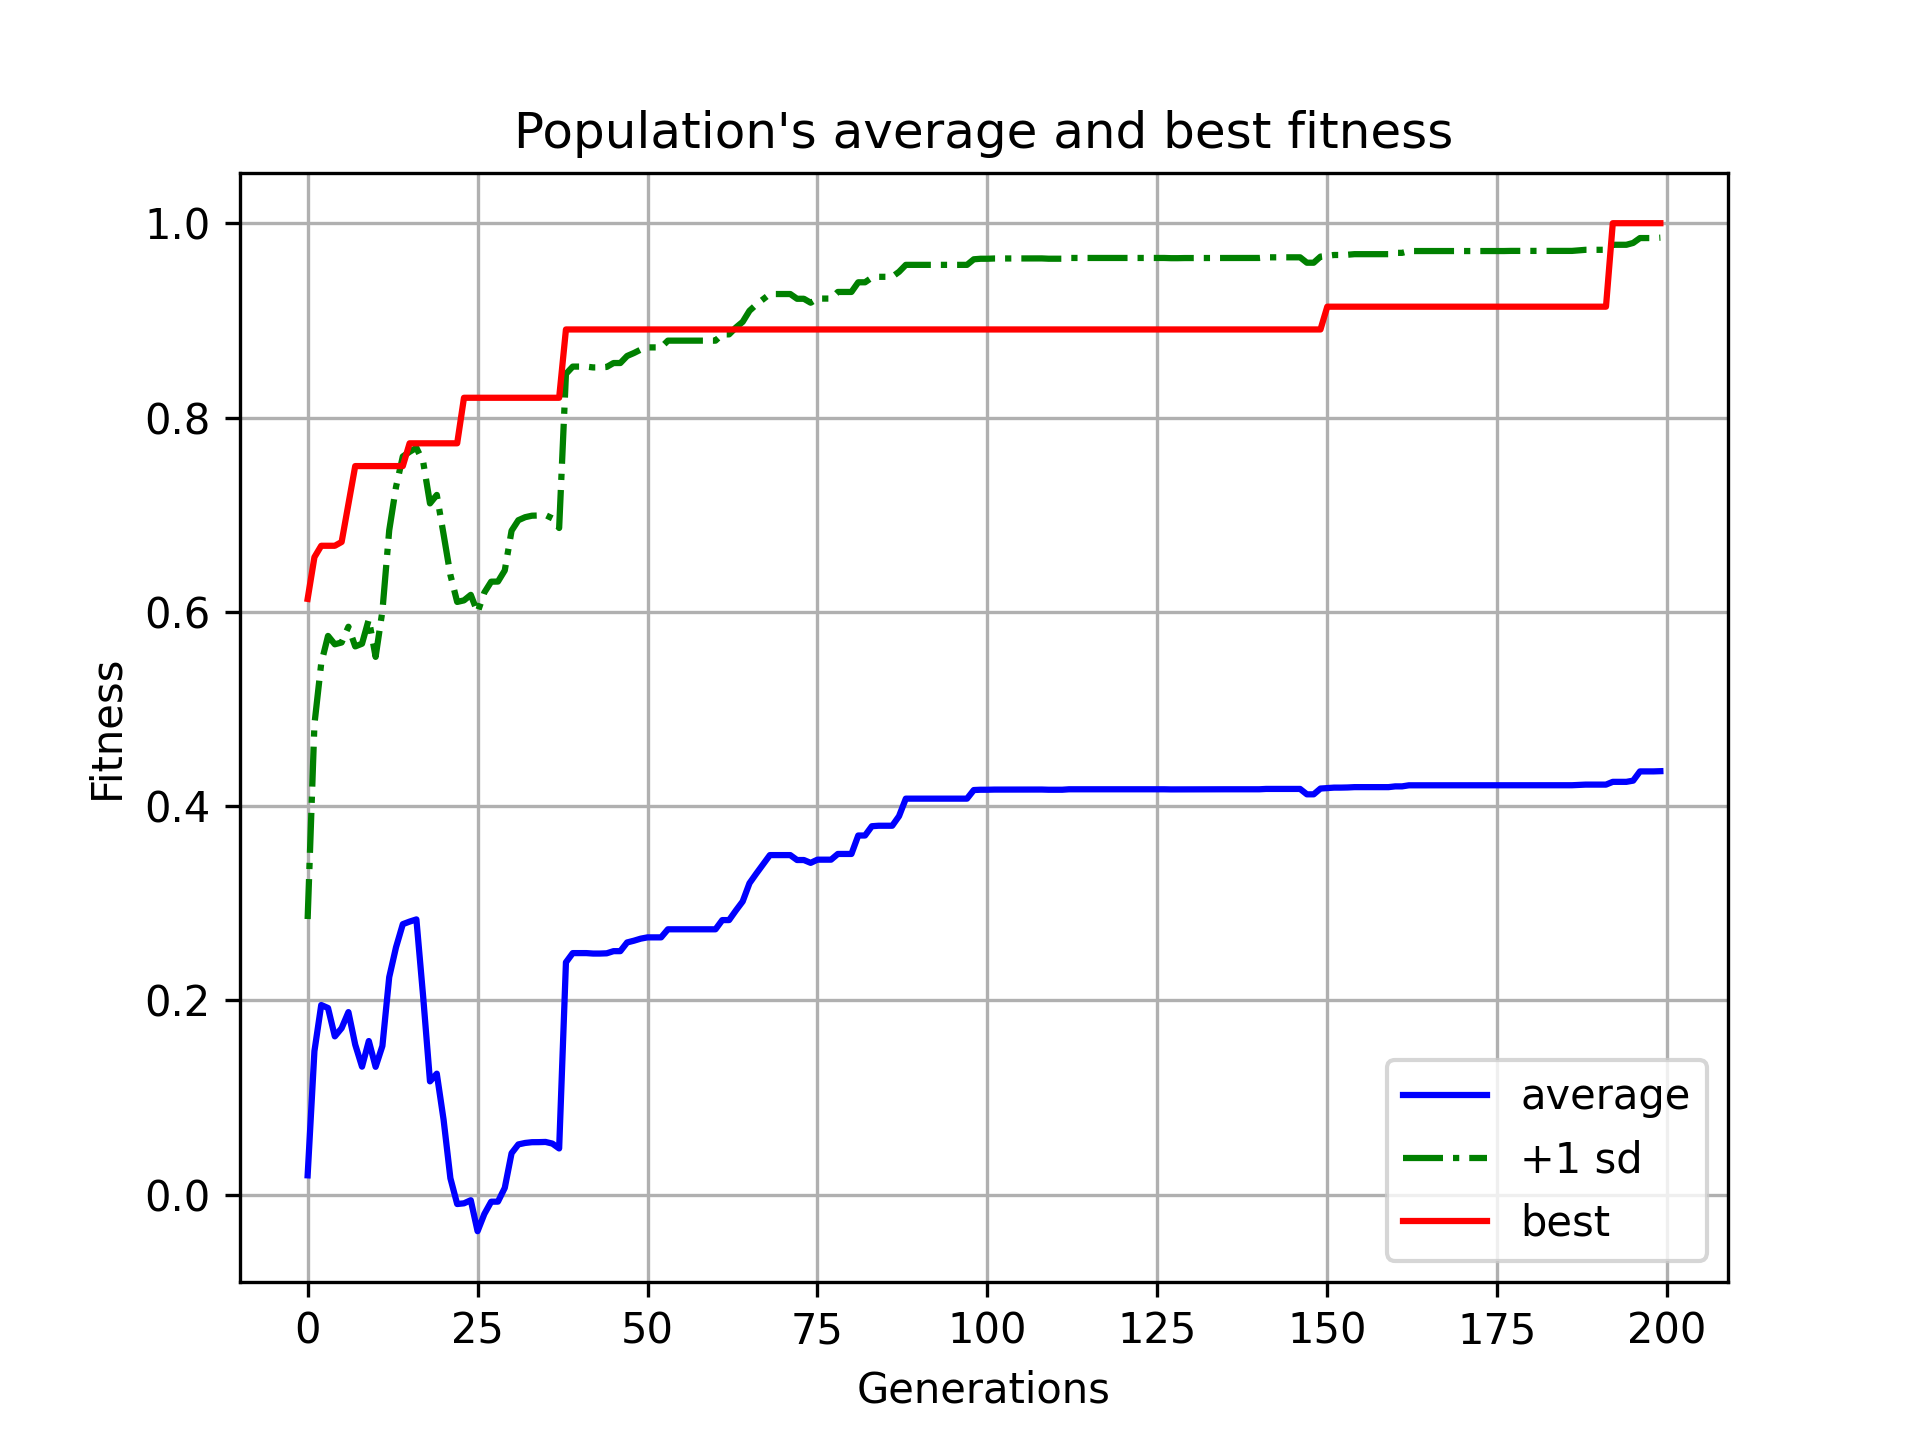 Population's average and best fitness
1.0
0.8
0.6
0.4
0.2
0.0
Fitness
0 25 50 75 100 125 150 175 200
Generations
average
+1 sd
best